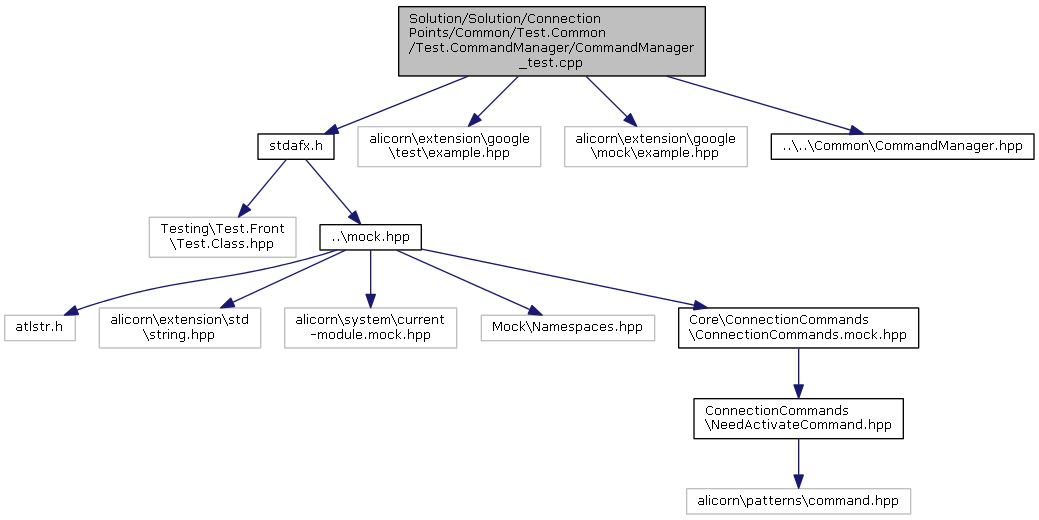 Solution/Solution/Connection
Points/Common/Test.Common
/Test.CommandManager/CommandManager
_test.cpp
stdafx.h
alicorn\extension\google
\test\example.hpp
alicorn\extension\google
\mock\example.hpp
..\..\Common\CommandManager.hpp
Testing\Test.Front
\Test.Class.hpp
..\mock.hpp
atlstr.h
alicorn\extension\std
\string.hpp
alicorn\system\current
-module.mock.hpp
Mock\Namespaces.hpp
Core\ConnectionCommands
\ConnectionCommands.mock.hpp
ConnectionCommands
\NeedActivateCommand.hpp
alicorn\patterns\command.hpp